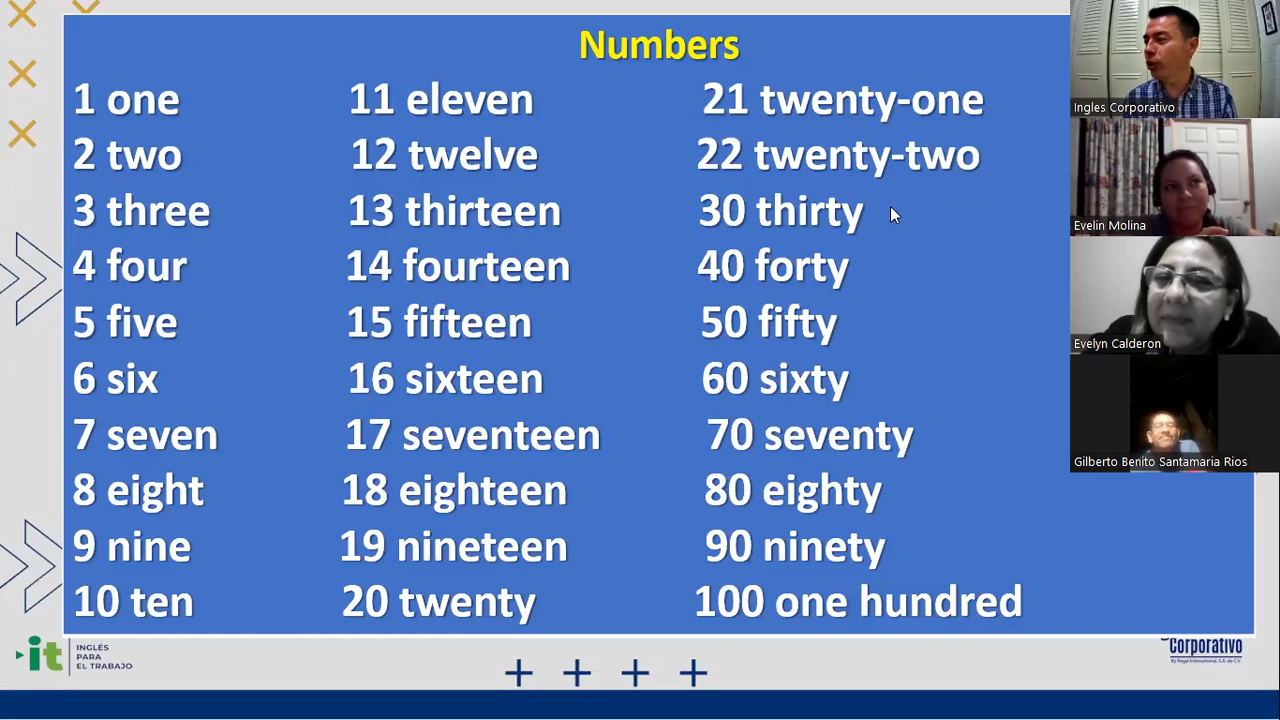 Numbers
1 one
2 two
3 three
4 four
5 five
6 six
7 seven
8 eight
9 nine
10 ten
11 eleven
12 twelve
13 thirteen
14 fourteen
15 fifteen
16 sixteen
17 seventeen
18 eighteen
19 nineteen
20 twenty
21 twenty-one
22 twenty-two
30 thirty
40 forty
50 fifty
60 sixty
70 seventy
80 eighty
90 ninety
100 one hundred
Ingles Corporativo
Evelin Molina
Evelyn Calderon
Gilberto Benito Santamaria Rios
it
INGLÉS
PARA
EL TRABAJO
Corporativo
By Regal International, S.A. de C.V.